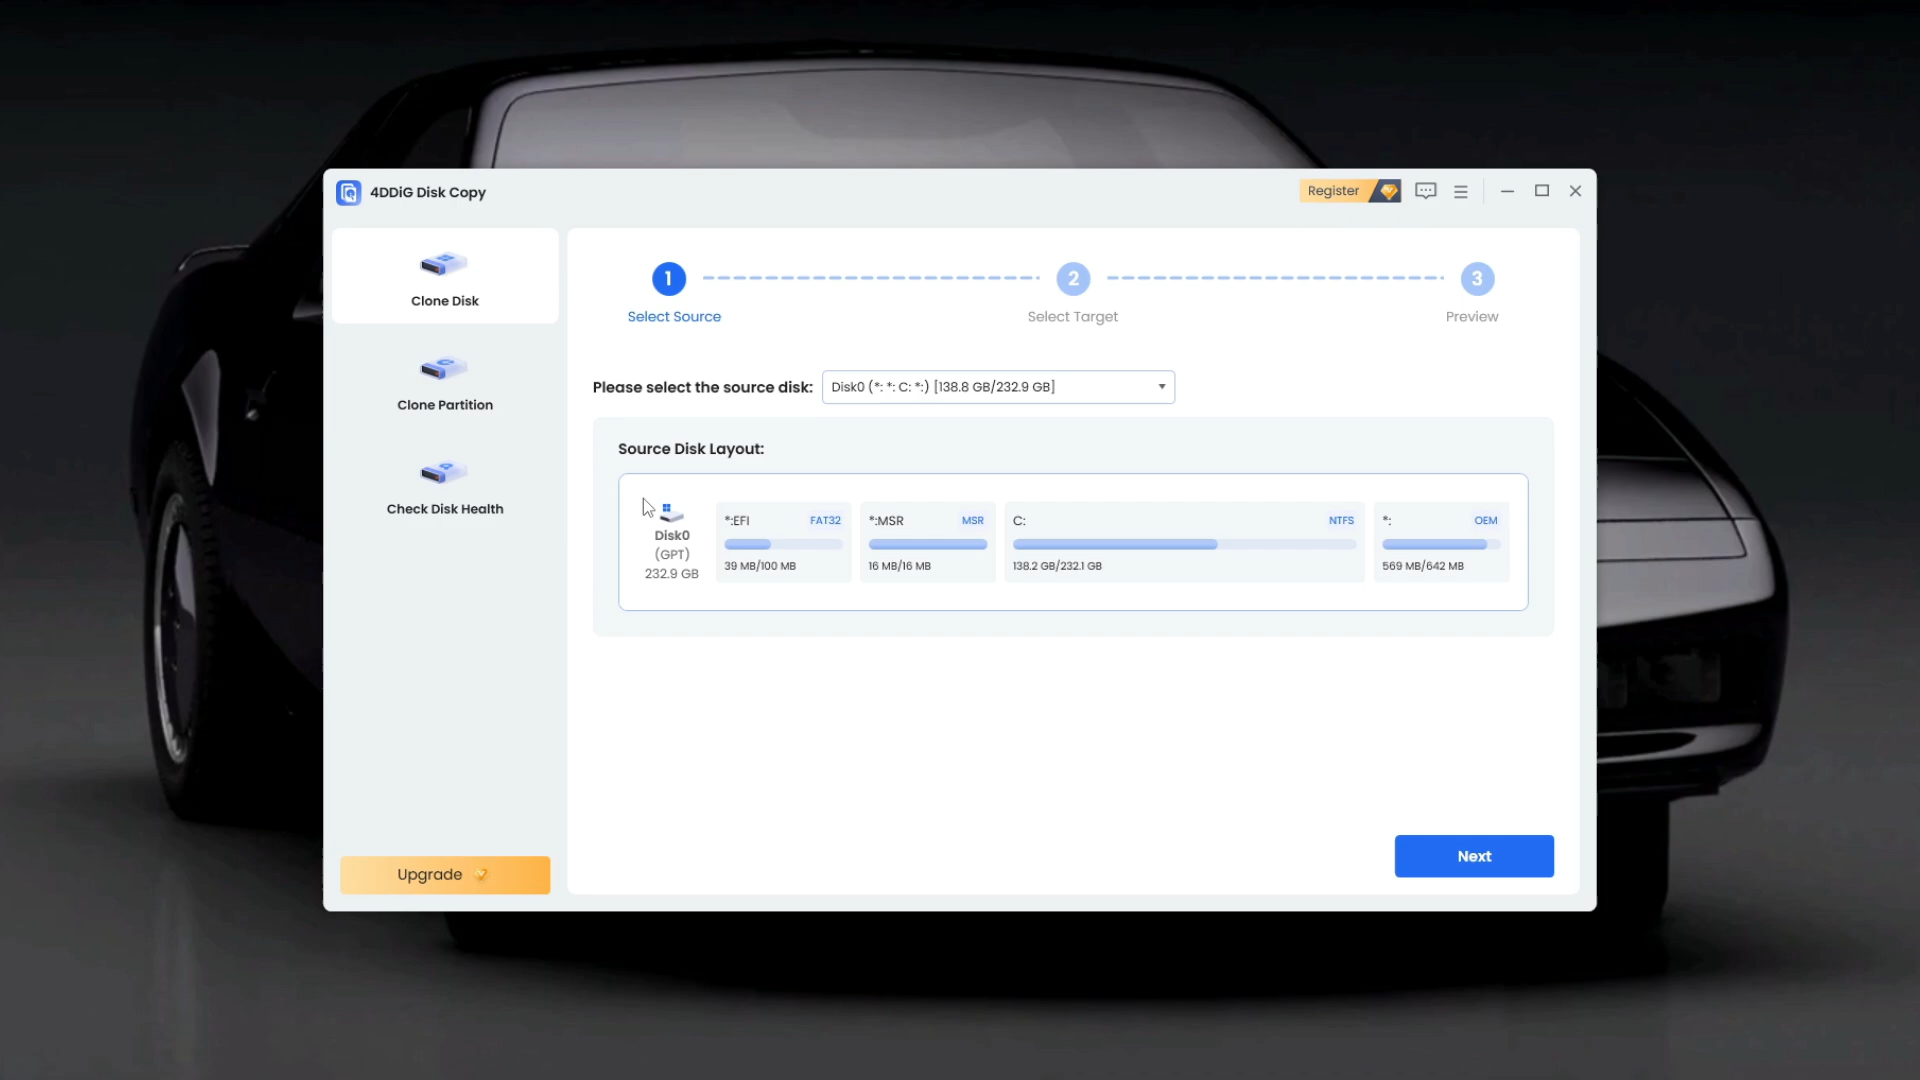 4DDiG Disk Copy
Register
Clone Disk
Clone Partition
Check Disk Health
Upgrade
1
2
3
Select Source
Select Target
Preview
Please select the source disk: Disk0 (*: *: C: *:) [138.8 GB/232.9 GB]
Source Disk Layout:
Disk0
(GPT)
232.9 GB
*:EFI FAT32
39 MB/100 MB
*:MSR MSR
16 MB/16 MB
C: NTFS
138.2 GB/232.1 GB
*: OEM
569 MB/642 MB
Next